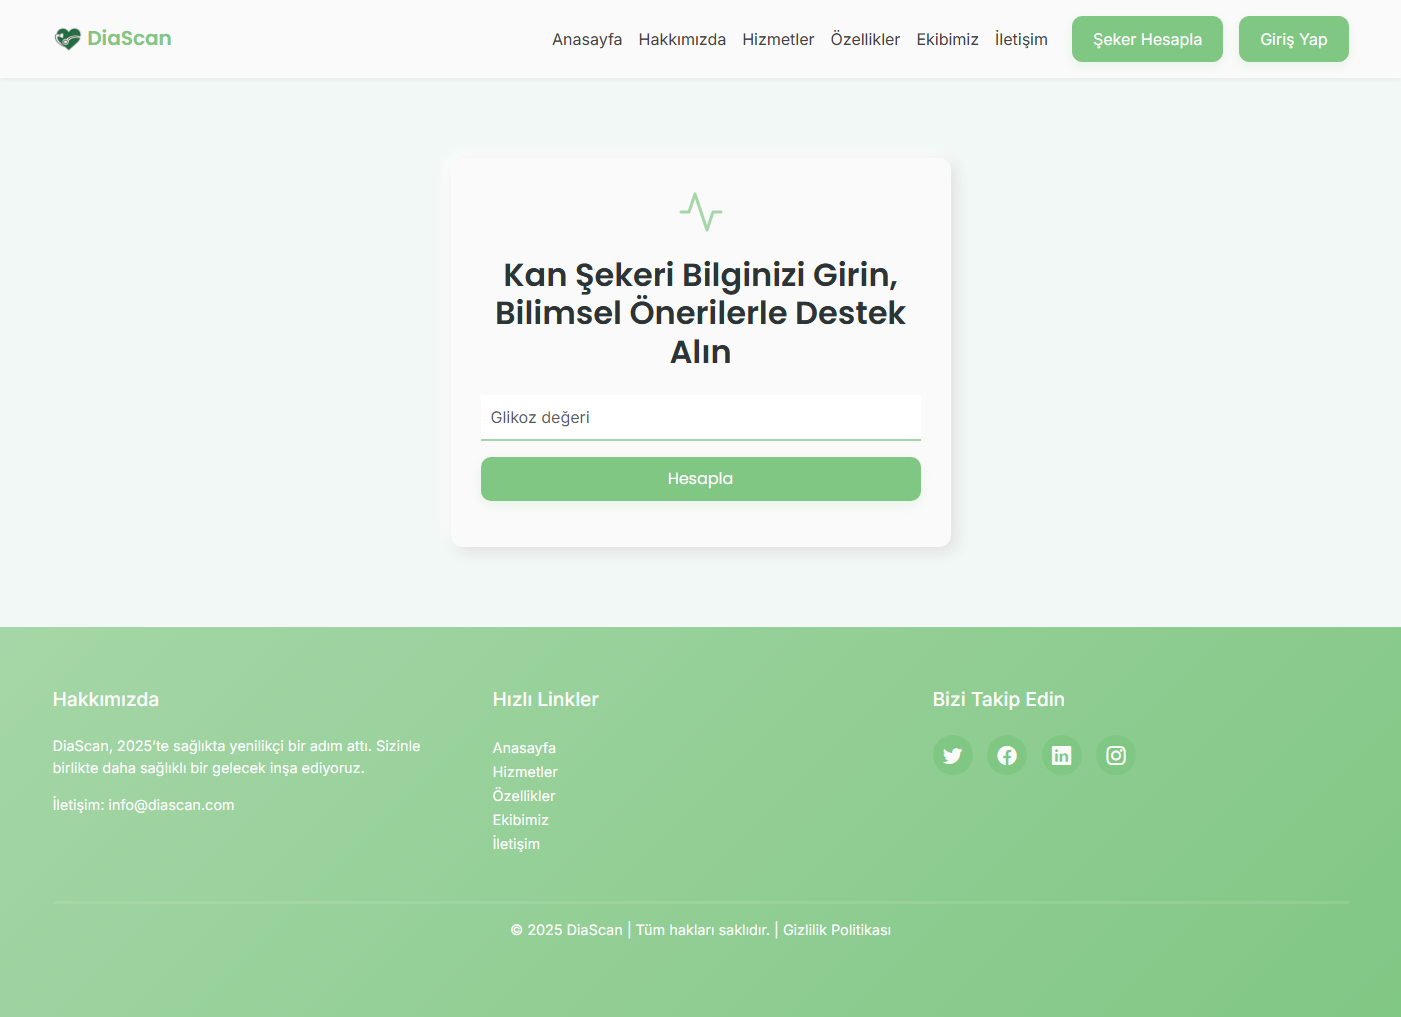 DiaScan
Anasayfa Hakkımızda Hizmetler Özellikler Ekibimiz İletişim Şeker Hesapla Giriş Yap
Kan Şekeri Bilginizi Girin,
Bilimsel Önerilerle Destek
Alın
Glikoz değeri
Hesapla
Hakkımızda
DiaScan, 2025’te sağlıkta yenilikçi bir adım attı. Sizinle
birlikte daha sağlıklı bir gelecek inşa ediyoruz.
İletişim: info@diascan.com
Hızlı Linkler
Anasayfa
Hizmetler
Özellikler
Ekibimiz
İletişim
Bizi Takip Edin
© 2025 DiaScan | Tüm hakları saklıdır. | Gizlilik Politikası